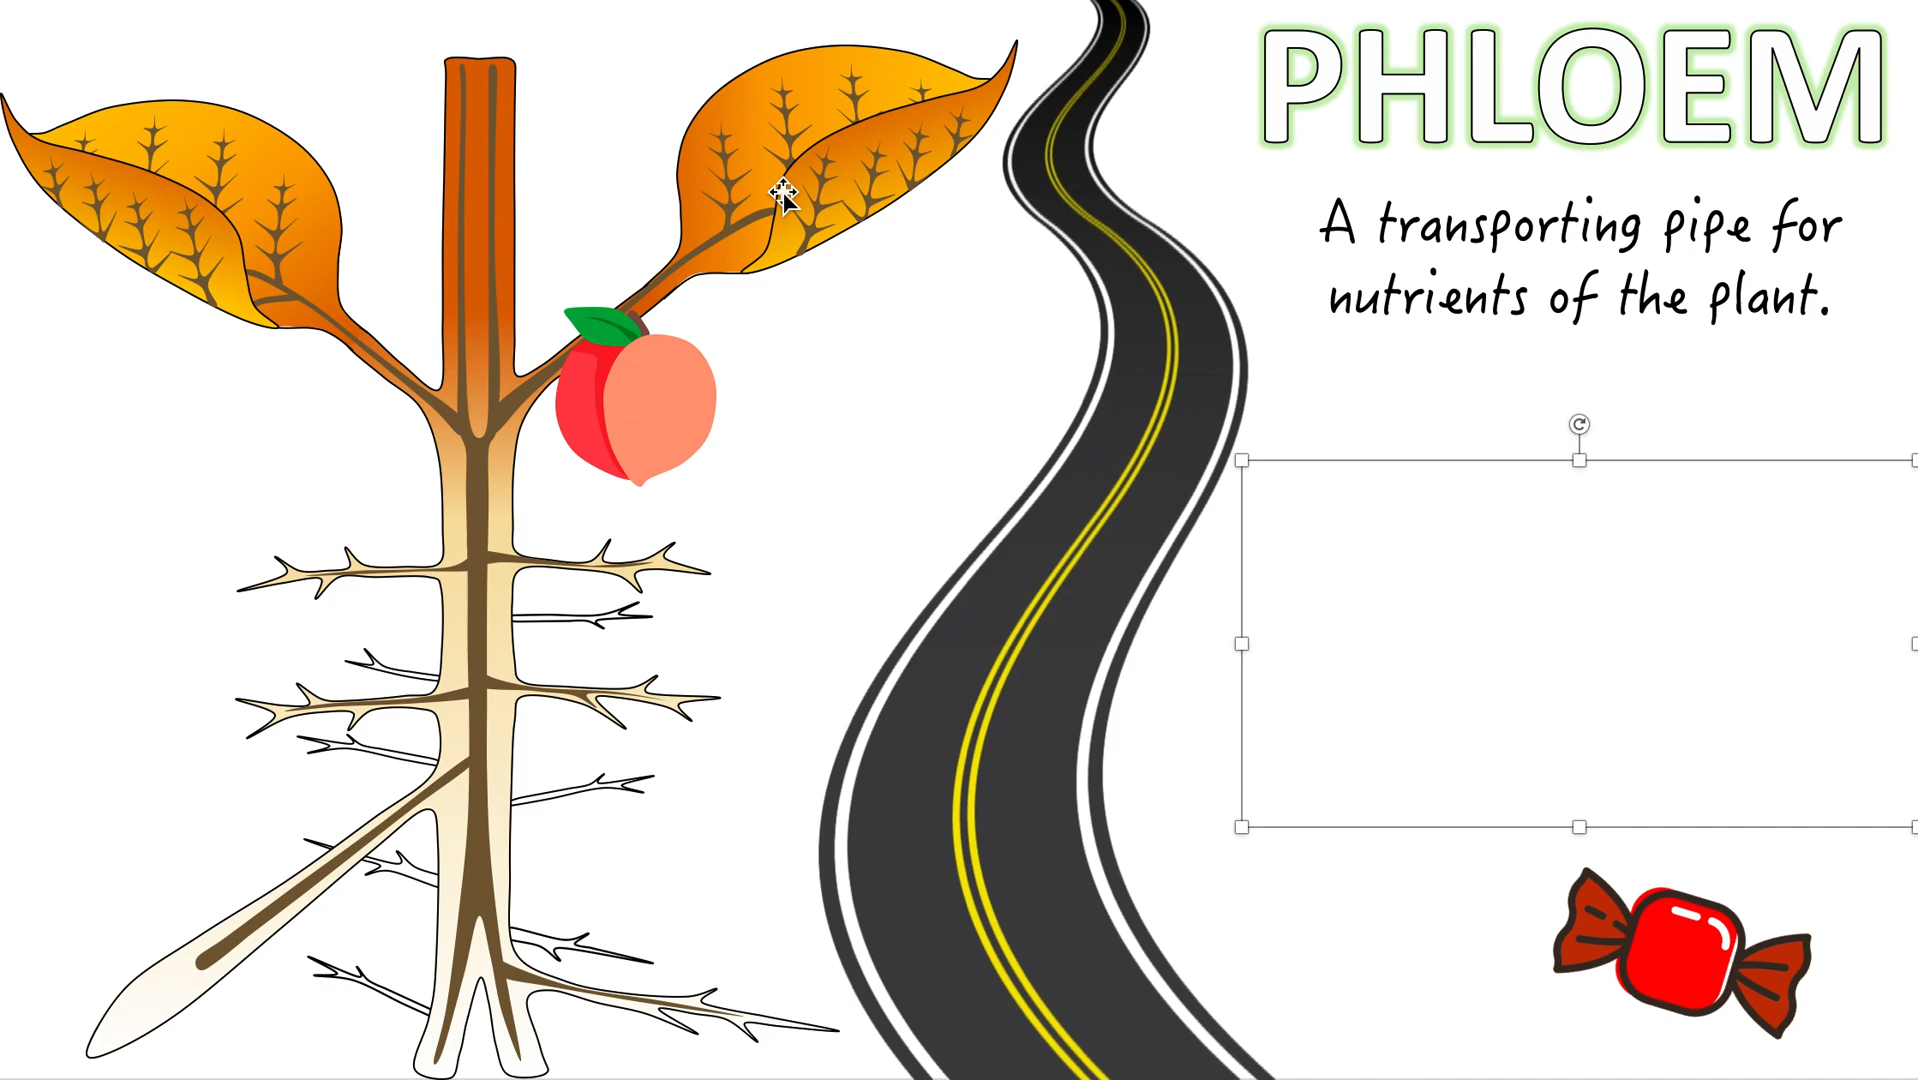 PHLOEM
A transporting pipe for
nutrients of the plant.